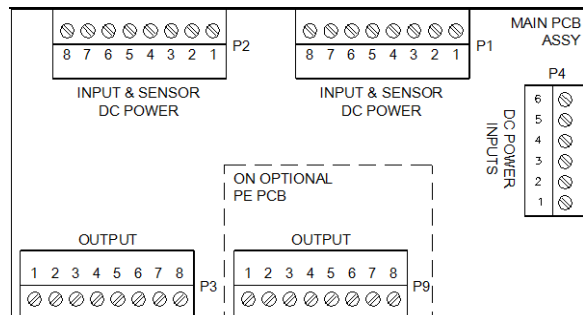 8 7 6 5 4 3 2 1
P2
INPUT & SENSOR
DC POWER
8 7 6 5 4 3 2 1
P1
INPUT & SENSOR
DC POWER
MAIN PCB
ASSY
P4
6
5
4
3
2
1
DC POWER
INPUTS
ON OPTIONAL
PE PCB
OUTPUT
1 2 3 4 5 6 7 8
P3
OUTPUT
1 2 3 4 5 6 7 8
P9